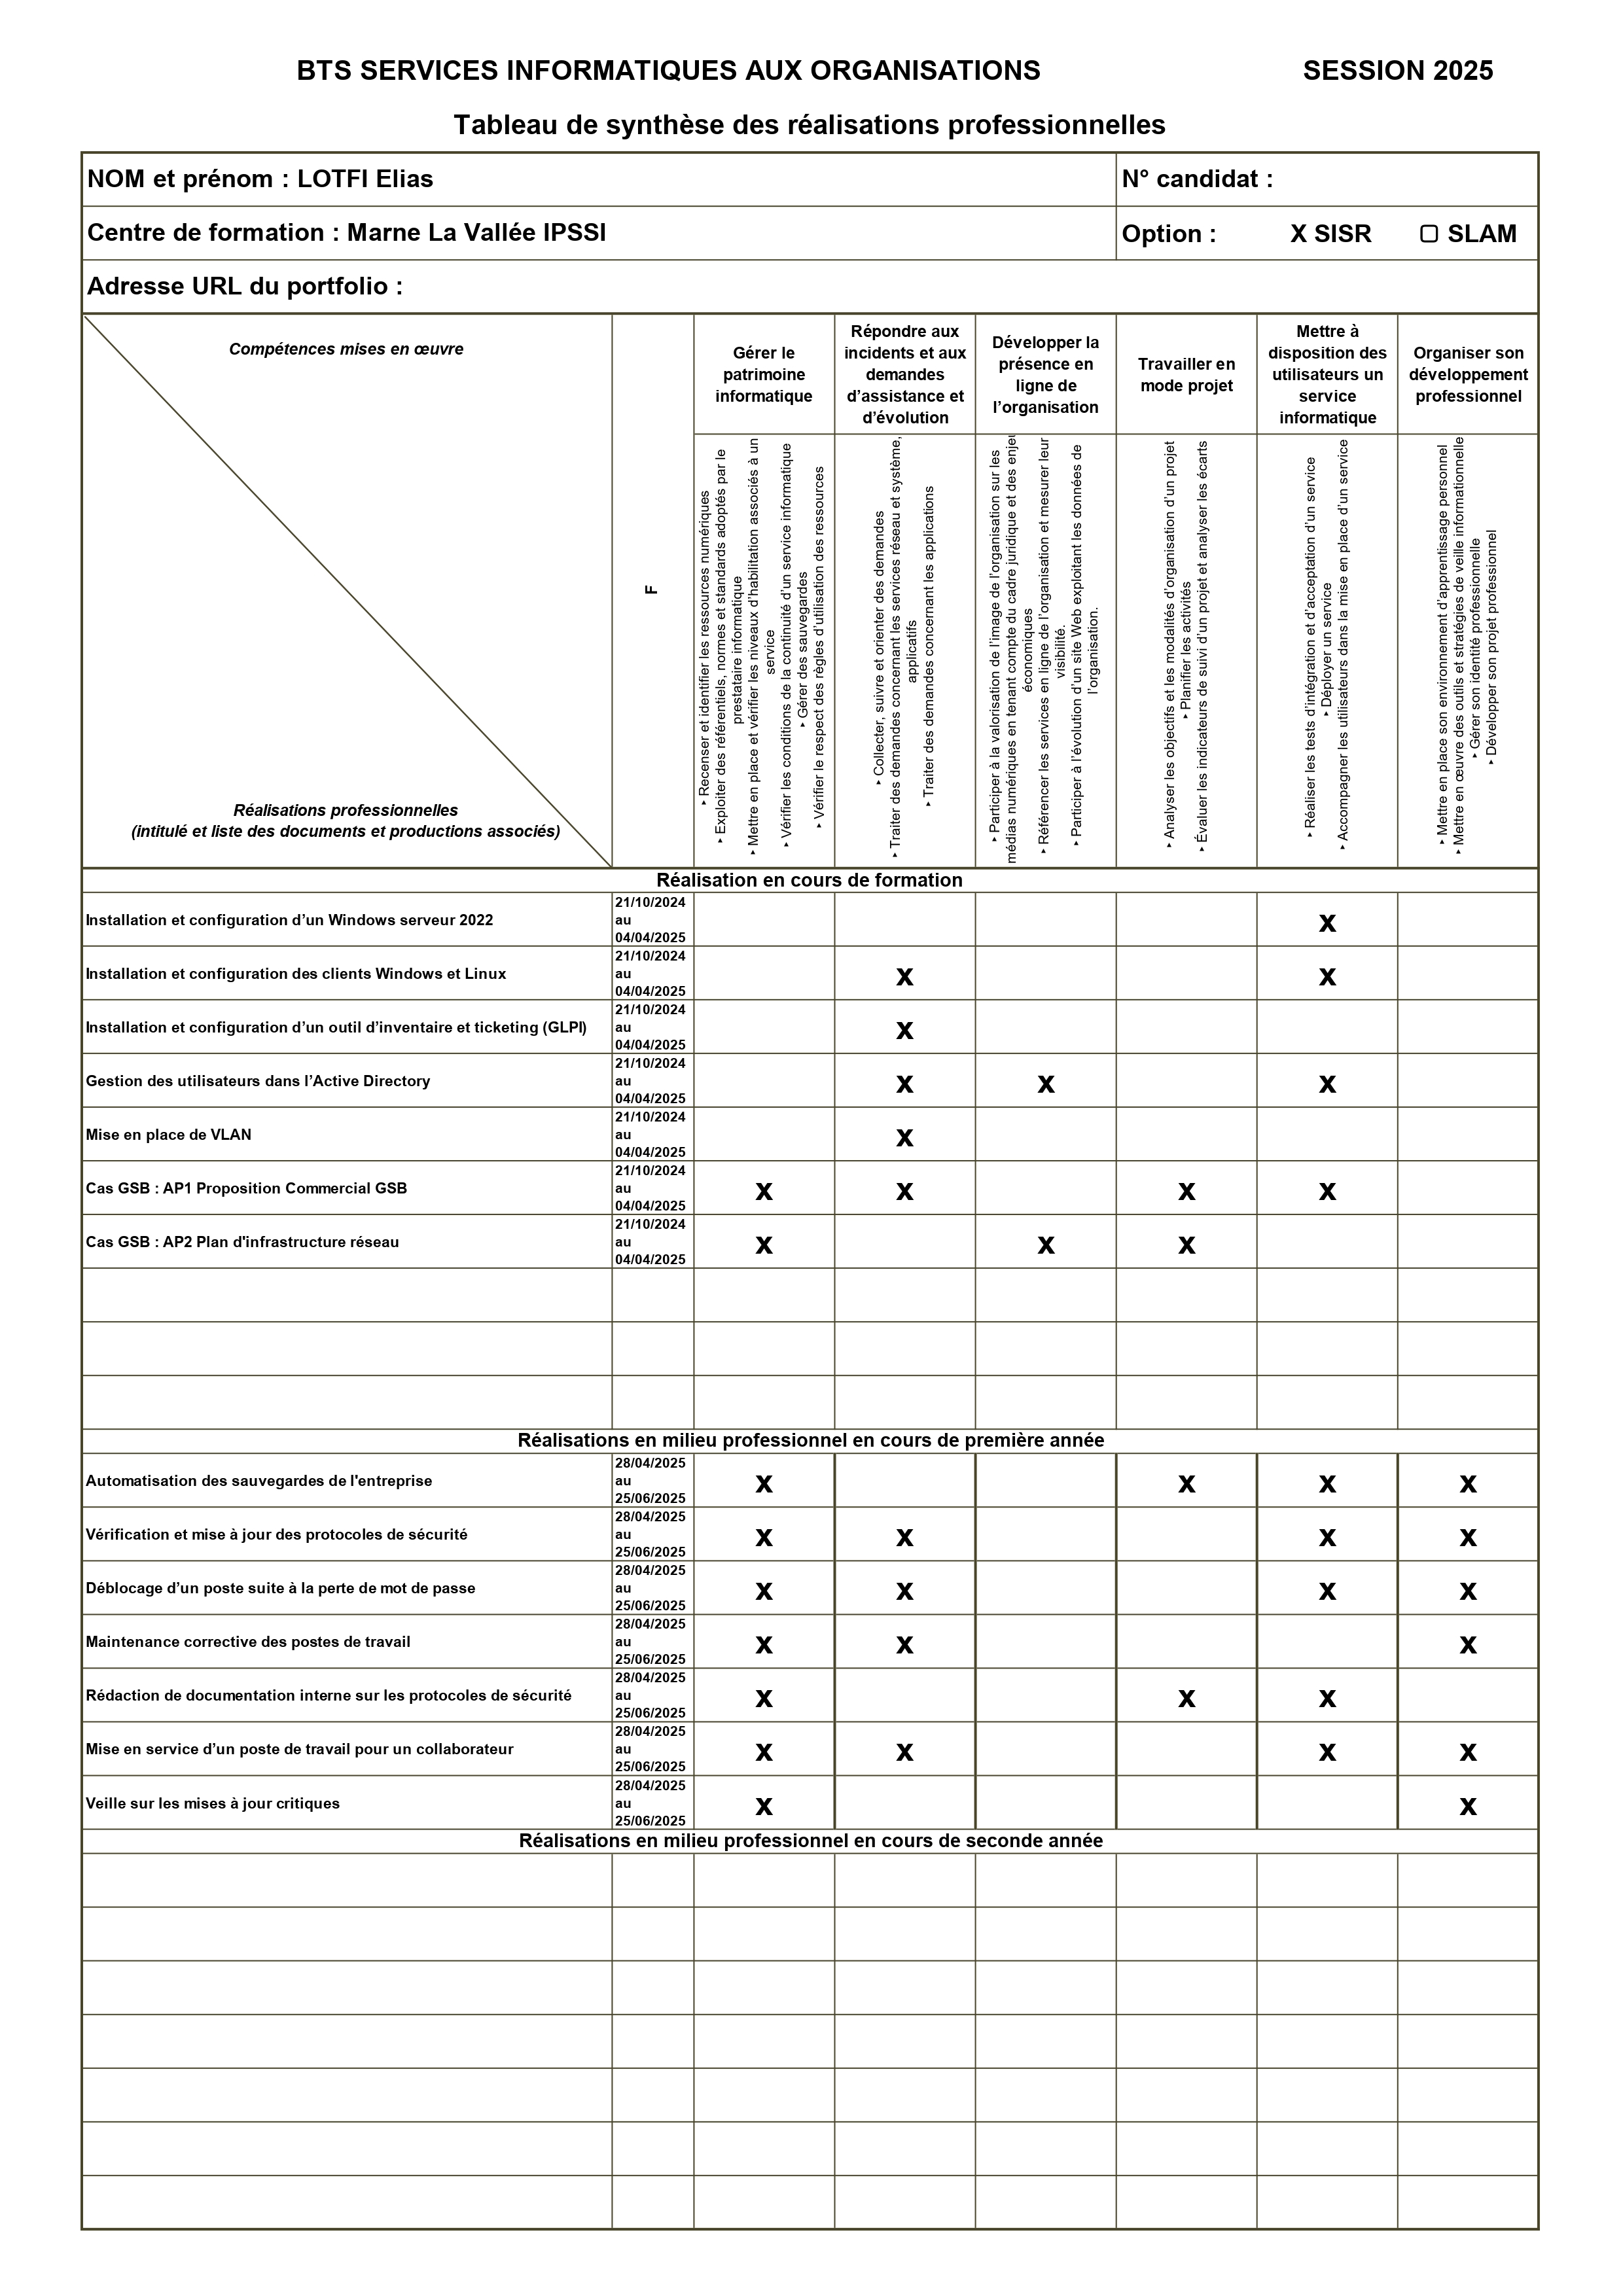 BTS SERVICES INFORMATIQUES AUX ORGANISATIONS SESSION 2025
Tableau de synthèse des réalisations professionnelles
NOM et prénom : LOTFI Elias
N° candidat :
Centre de formation : Marne La Vallée IPSSI
Option : X SISR ▢ SLAM
Adresse URL du portfolio :
Compétences mises en œuvre
Réalisations professionnelles
(intitulé et liste des documents et productions associés)
F
Gérer le
patrimoine
informatique
Répondre aux
incidents et aux
demandes
d’assistance et
d’évolution
Développer la
présence en
ligne de
l’organisation
Travailler en
mode projet
Mettre à
disposition des
utilisateurs un
service
informatique
Organiser son
développement
professionnel
‣ Recenser et identifier les ressources numériques
‣ Exploiter des référentiels, normes et standards adoptés par le
prestataire informatique
‣ Mettre en place et vérifier les niveaux d’habilitation associés à un
service
‣ Vérifier les conditions de la continuité d’un service informatique
‣ Gérer des sauvegardes
‣ Vérifier le respect des règles d’utilisation des ressources
‣ Collecter, suivre et orienter des demandes
‣ Traiter des demandes concernant les services réseau et système,
applicatifs
‣ Traiter des demandes concernant les applications
‣ Participer à la valorisation de l’image de l’organisation sur les
médias numériques en tenant compte du cadre juridique et des enjeu
économiques
‣ Référencer les services en ligne de l’organisation et mesurer leur
visibilité.
‣ Participer à l’évolution d’un site Web exploitant les données de
l’organisation.
‣ Analyser les objectifs et les modalités d’organisation d’un projet
‣ Planifier les activités
‣ Évaluer les indicateurs de suivi d’un projet et analyser les écarts
‣ Réaliser les tests d’intégration et d’acceptation d’un service
‣ Déployer un service
‣ Accompagner les utilisateurs dans la mise en place d’un service
‣ Mettre en place son environnement d’apprentissage personnel
‣ Mettre en œuvre des outils et stratégies de veille informationnelle
‣ Gérer son identité professionnelle
‣ Développer son projet professionnel
Réalisation en cours de formation
Installation et configuration d’un Windows serveur 2022
21/10/2024
au
04/04/2025
X
Installation et configuration des clients Windows et Linux
21/10/2024
au
04/04/2025
X X
Installation et configuration d’un outil d’inventaire et ticketing (GLPI)
21/10/2024
au
04/04/2025
X
Gestion des utilisateurs dans l’Active Directory
21/10/2024
au
04/04/2025
X X X
Mise en place de VLAN
21/10/2024
au
04/04/2025
X
Cas GSB : AP1 Proposition Commercial GSB
21/10/2024
au
04/04/2025
X X X X
Cas GSB : AP2 Plan d'infrastructure réseau
21/10/2024
au
04/04/2025
X X X
Réalisations en milieu professionnel en cours de première année
Automatisation des sauvegardes de l'entreprise
28/04/2025
au
25/06/2025
X X X X
Vérification et mise à jour des protocoles de sécurité
28/04/2025
au
25/06/2025
X X X X
Déblocage d’un poste suite à la perte de mot de passe
28/04/2025
au
25/06/2025
X X X X
Maintenance corrective des postes de travail
28/04/2025
au
25/06/2025
X X X
Rédaction de documentation interne sur les protocoles de sécurité
28/04/2025
au
25/06/2025
X X X
Mise en service d’un poste de travail pour un collaborateur
28/04/2025
au
25/06/2025
X X X X
Veille sur les mises à jour critiques
28/04/2025
au
25/06/2025
X X
Réalisations en milieu professionnel en cours de seconde année